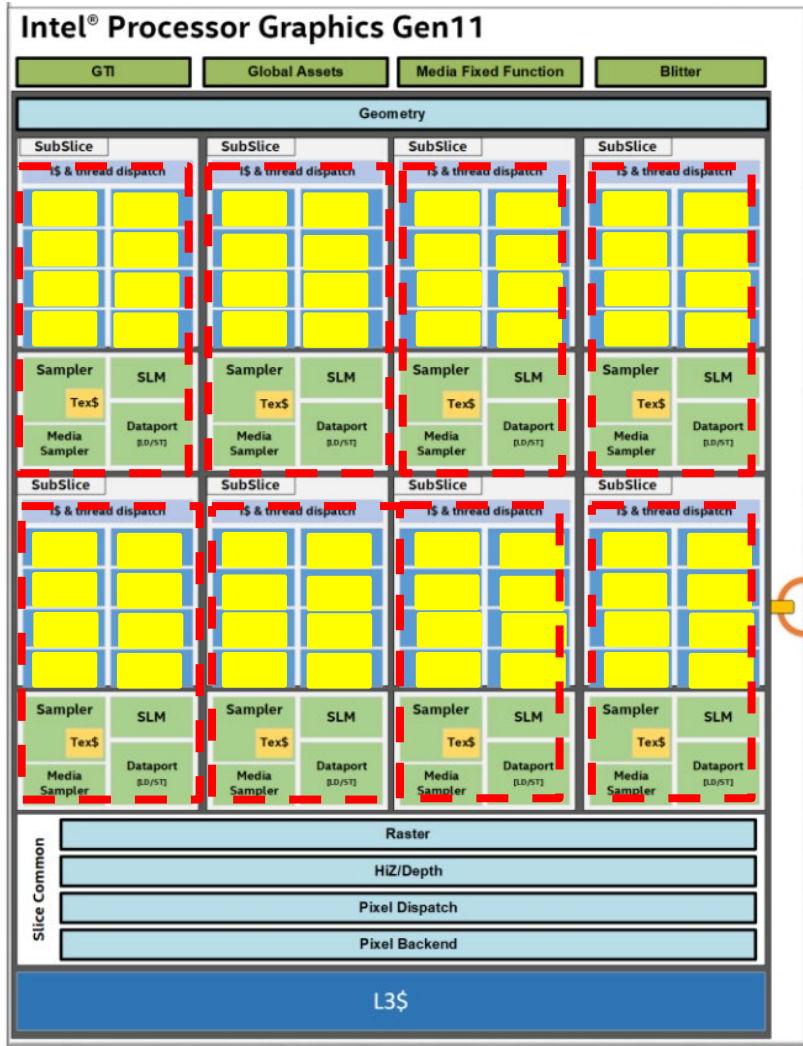 Intel® Processor Graphics Gen11
GTI
Global Assets
Media Fixed Function
Blitter
Geometry
SubSlice
SubSlice
SubSlice
SubSlice
I$ & thread dispatch
I$ & thread dispatch
I$ & thread dispatch
I$ & thread dispatch
Sampler
SLM
Tex$
Dataport
[LD/ST]
Media
Sampler
Sampler
SLM
Tex$
Dataport
[LD/ST]
Media
Sampler
Sampler
SLM
Tex$
Dataport
[LD/ST]
Media
Sampler
Sampler
SLM
Tex$
Dataport
[LD/ST]
Media
Sampler
SubSlice
SubSlice
SubSlice
SubSlice
I$ & thread dispatch
I$ & thread dispatch
I$ & thread dispatch
I$ & thread dispatch
Sampler
SLM
Tex$
Dataport
[LD/ST]
Media
Sampler
Sampler
SLM
Tex$
Dataport
[LD/ST]
Media
Sampler
Sampler
SLM
Tex$
Dataport
[LD/ST]
Media
Sampler
Sampler
SLM
Tex$
Dataport
[LD/ST]
Media
Sampler
Slice Common
Raster
HiZ/Depth
Pixel Dispatch
Pixel Backend
L3$